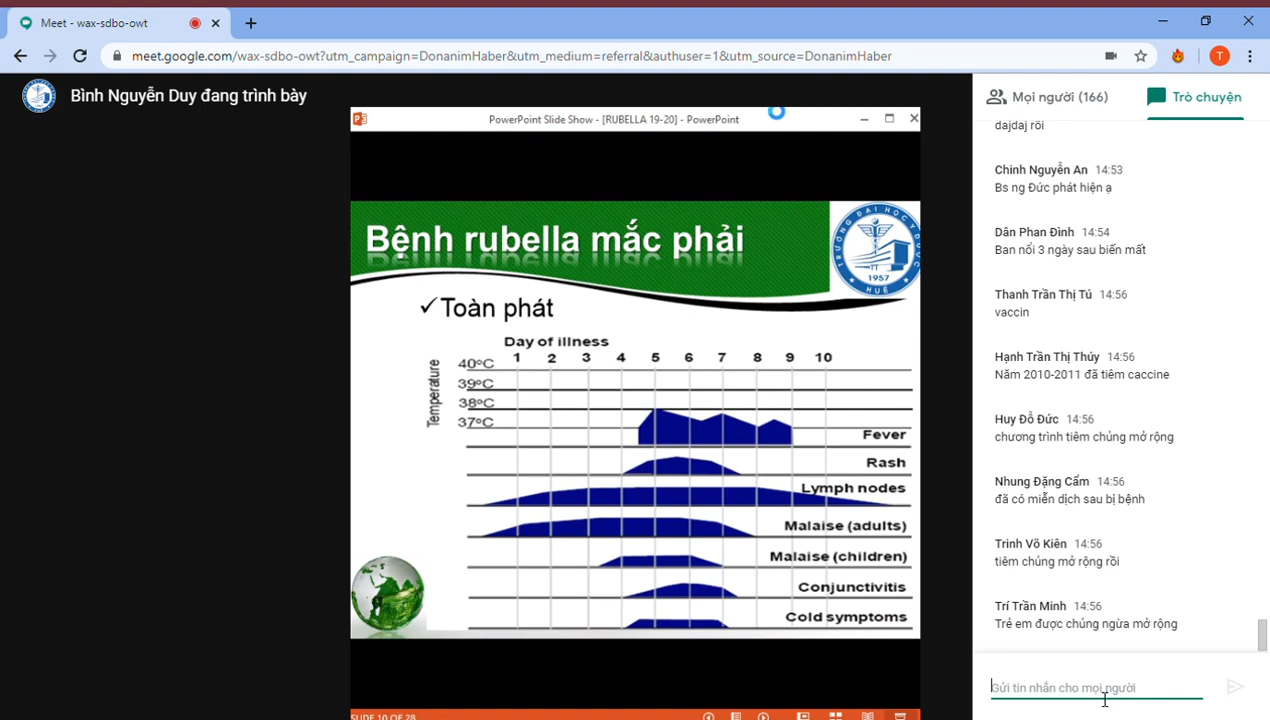 Meet - wax-sdbo-owt
meet.google.com/wax-sdbo-owt?utm_campaign=DonanimHaber&utm_medium=referral&authuser=1&utm_source=DonanimHaber
T
Bình Nguyễn Duy đang trình bày
PowerPoint Slide Show - [RUBELLA 19-20] - PowerPoint
Bệnh rubella mắc phải
TRƯỜNG ĐẠI HỌC Y DƯỢC
1957
HUẾ
✓Toàn phát
Day of illness
1 2 3 4 5 6 7 8 9 10
Temperature
40°C
39°C
38°C
37°C
Fever
Rash
Lymph nodes
Malaise (adults)
Malaise (children)
Conjunctivitis
Cold symptoms
SLIDE 10 OF 28
Mọi người (166)
Trò chuyện
dajdaj rồi
Chinh Nguyễn An 14:53
Bs ng Đức phát hiện ạ
Dân Phan Đình 14:54
Ban nổi 3 ngày sau biến mất
Thanh Trần Thị Tú 14:56
vaccin
Hạnh Trần Thị Thúy 14:56
Năm 2010-2011 đã tiêm caccine
Huy Đỗ Đức 14:56
chương trình tiêm chủng mở rộng
Nhung Đặng Cẩm 14:56
đã có miễn dịch sau bị bệnh
Trinh Võ Kiên 14:56
tiêm chủng mở rộng rồi
Trí Trần Minh 14:56
Trẻ em được chủng ngừa mở rộng
Gửi tin nhắn cho mọi người